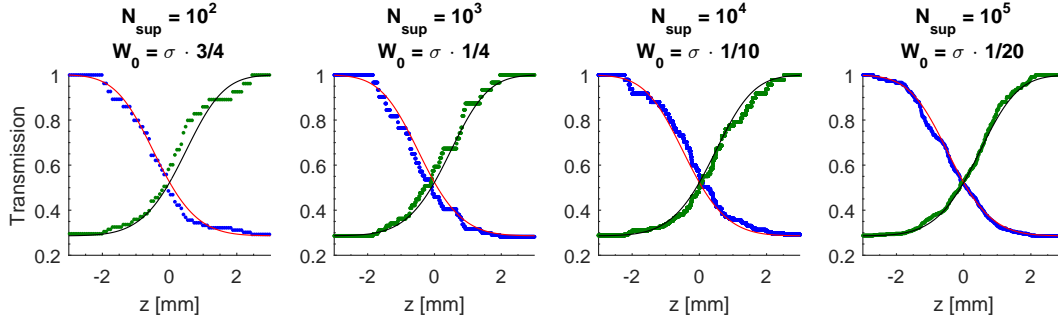 N_sup = 10^2
W_0 = σ · 3/4
N_sup = 10^3
W_0 = σ · 1/4
N_sup = 10^4
W_0 = σ · 1/10
N_sup = 10^5
W_0 = σ · 1/20
Transmission
1
0.8
0.6
0.4
0.2
-2
0
2
z [mm]
1
0.8
0.6
0.4
0.2
-2
0
2
z [mm]
1
0.8
0.6
0.4
0.2
-2
0
2
z [mm]
1
0.8
0.6
0.4
0.2
-2
0
2
z [mm]